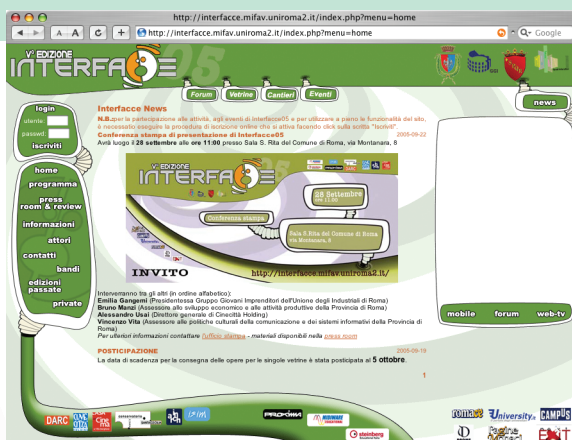 http://interfacce.mifav.uniroma2.it/index.php?menu=home
A A C + http://interfacce.mifav.uniroma2.it/index.php?menu=home Google
V° EDIZIONE
INTERFACCE
05
Forum Vetrine Cantieri Eventi
login
utente:
passwd:
iscriviti
home
programma
press
room & review
informazioni
attori
contatti
bandi
edizioni
passate
private
Interfacce News
N.B.:per la partecipazione alle attività, agli eventi di interfacce05 e per utilizzare a pieno le funzionalità del sito,
è necessario eseguire la procedura di iscrizione online che si attiva facendo click sulla scritta "Iscriviti".
Conferenza stampa di presentazione di Interfacce05 2005-09-22
Avrà luogo il 28 settembre alle ore 11:00 presso Sala S. Rita del Comune di Roma, via Montanara, 8
V° EDIZIONE
INTERFACCE
28 Settembre
ore 11.00
Conferenza stampa
Sala S.Rita del Comune di Roma
via Montanara, 8
INVITO http://interfacce.mifav.uniroma2.it/
Interverranno tra gli altri (in ordine alfabetico):
Emilia Gangemi (Presidentessa Gruppo Giovani Imprenditori dell'Unione degli Industriali di Roma)
Bruno Manzi (Assessore allo sviluppo economico e alle attività produttive della Provincia di Roma)
Alessandro Usai (Direttore generale di Cinecittà Holding)
Vincenzo Vita (Assessore alle politiche culturali della comunicazione e dei sistemi informativi della Provincia di
Roma)
Per ulteriori informazioni contattare l'ufficio stampa - materiali disponibili nella press room
POSTICIPAZIONE 2005-09-19
La data di scadenza per la consegna delle opere per le singole vetrine è stata posticipata al 5 ottobre.
1
news
mobile forum web-tv
DARC
PROXIMA
MIDIWARE
steinberg
University
CAMPUS